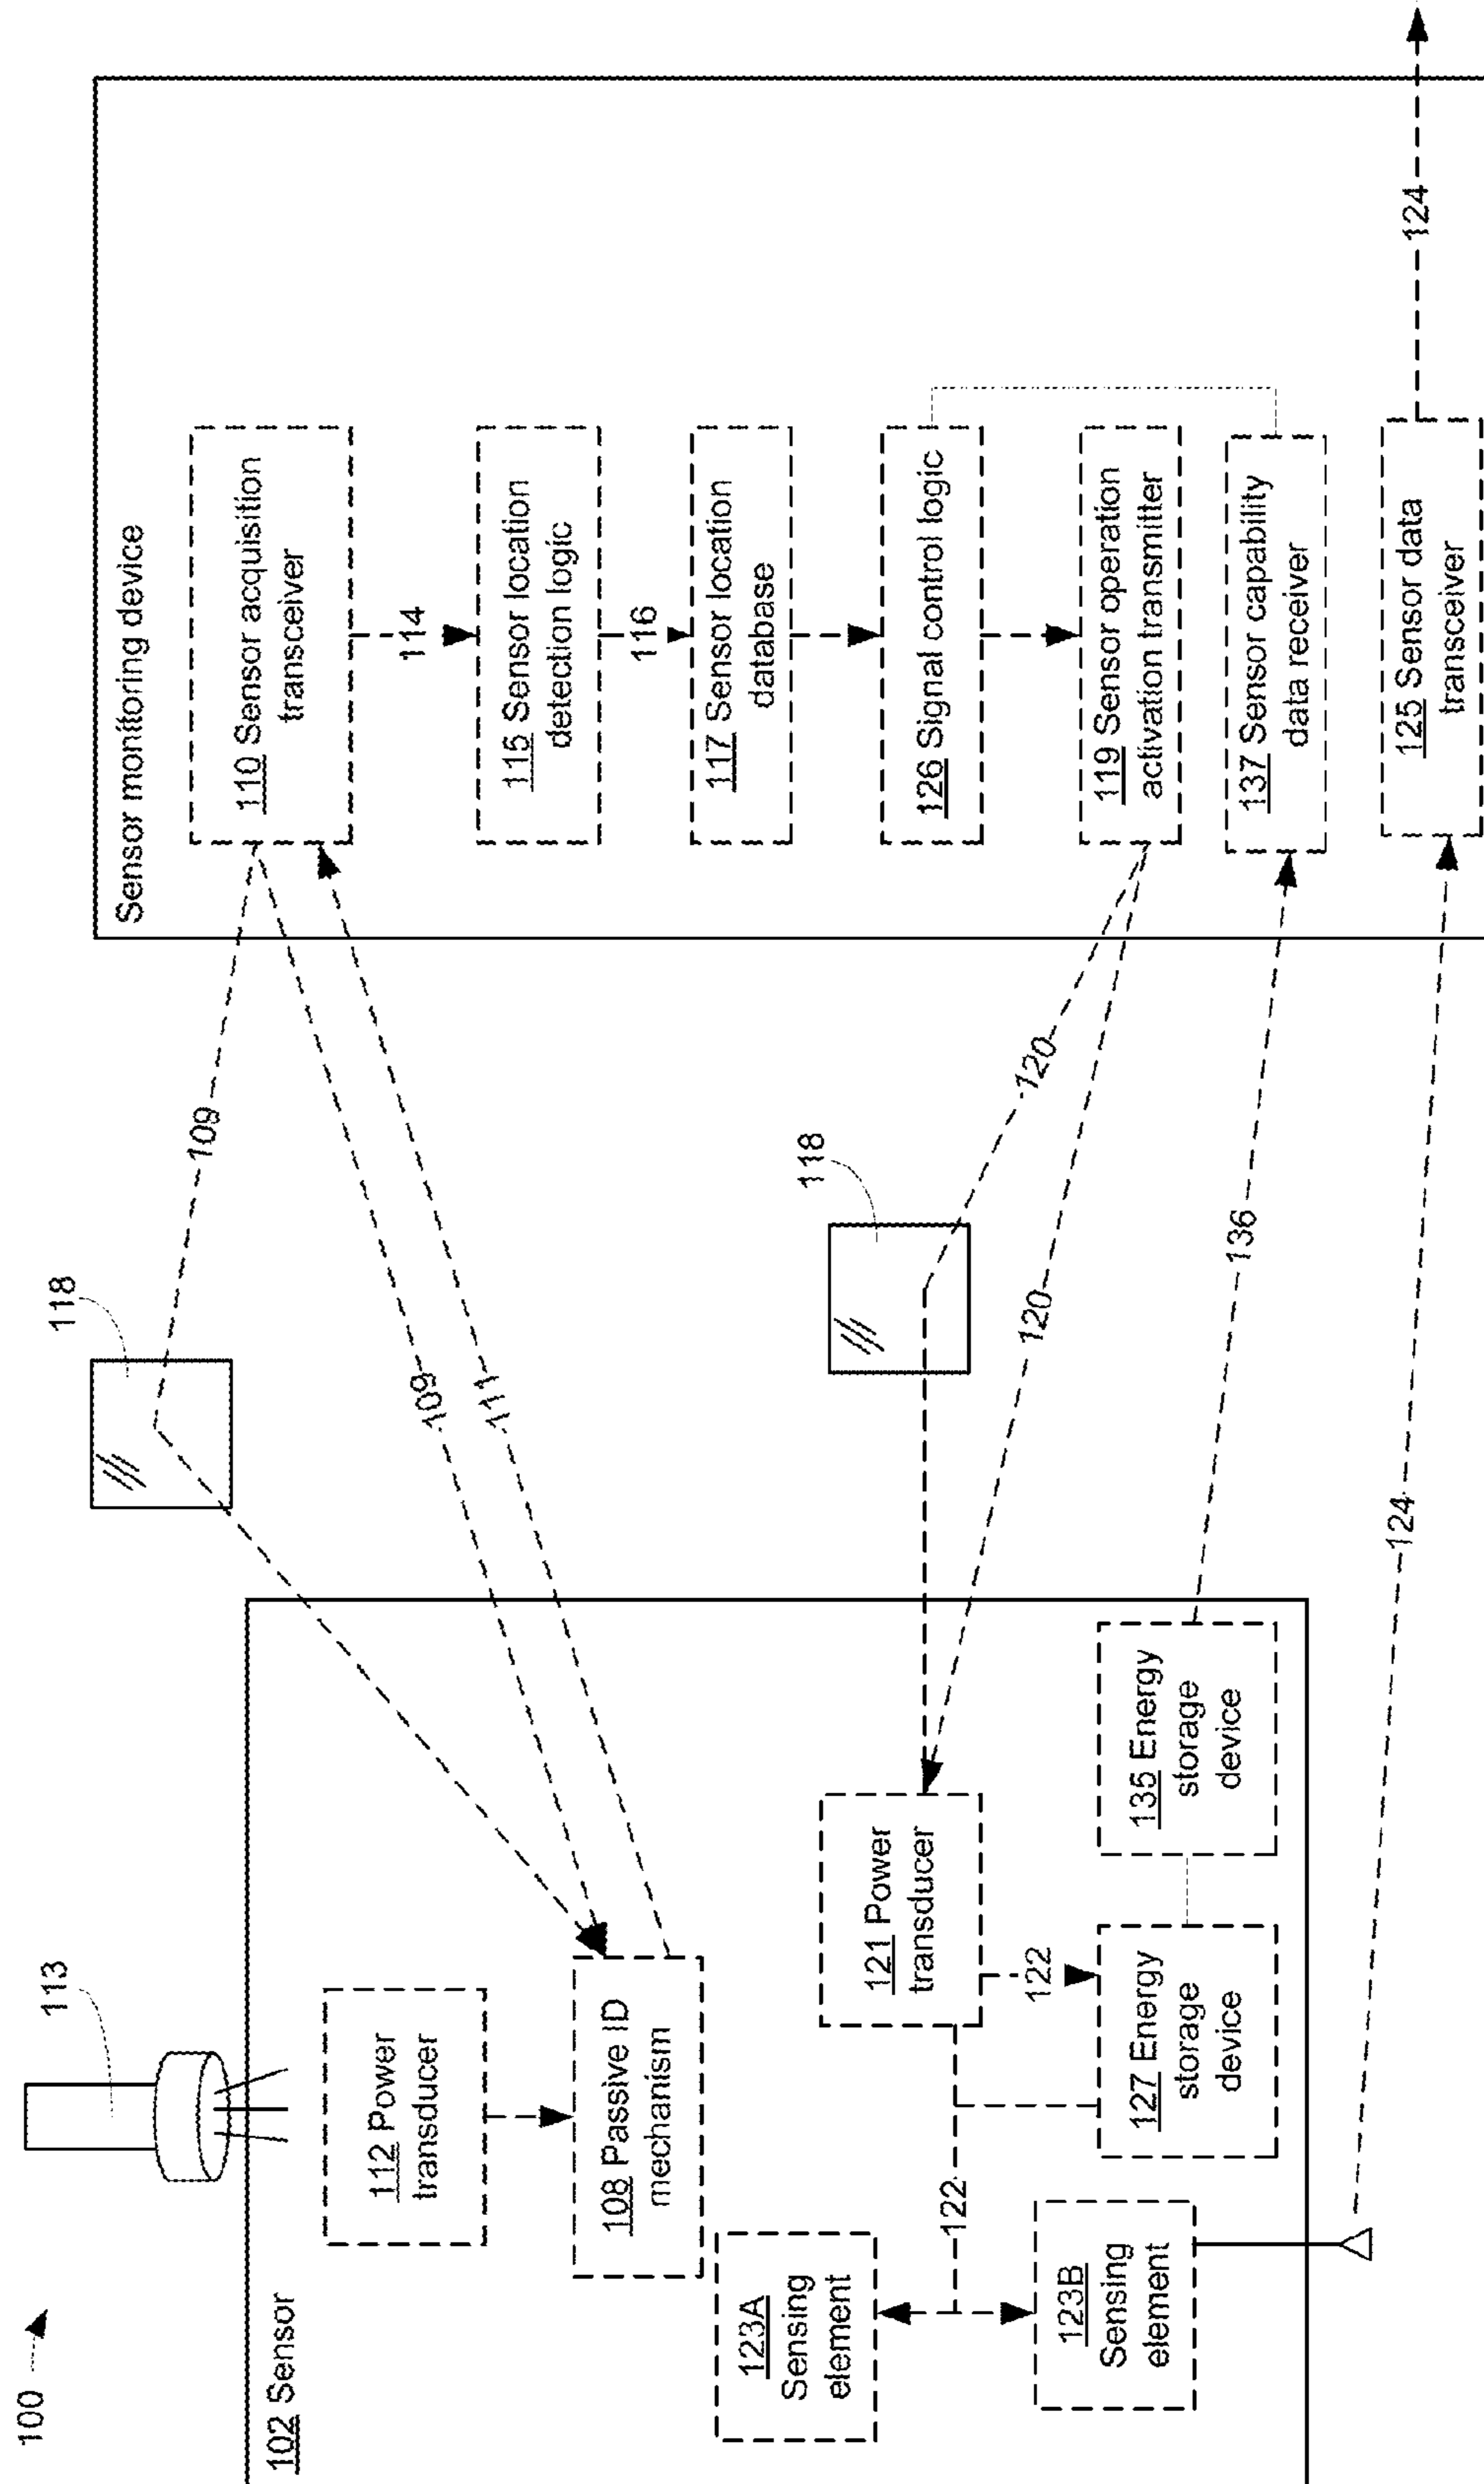 100
113
118
109
109
111
102 Sensor
112 Power
transducer
108 Passive ID
mechanism
123A
Sensing
element
123B
Sensing
element
122
121 Power
transducer
122
127 Energy
storage
device
135 Energy
storage
device
118
120
120
136
124
Sensor monitoring device
110 Sensor acquisition
transceiver
114
115 Sensor location
detection logic
116
117 Sensor location
database
126 Signal control logic
119 Sensor operation
activation transmitter
137 Sensor capability
data receiver
125 Sensor data
transceiver
124